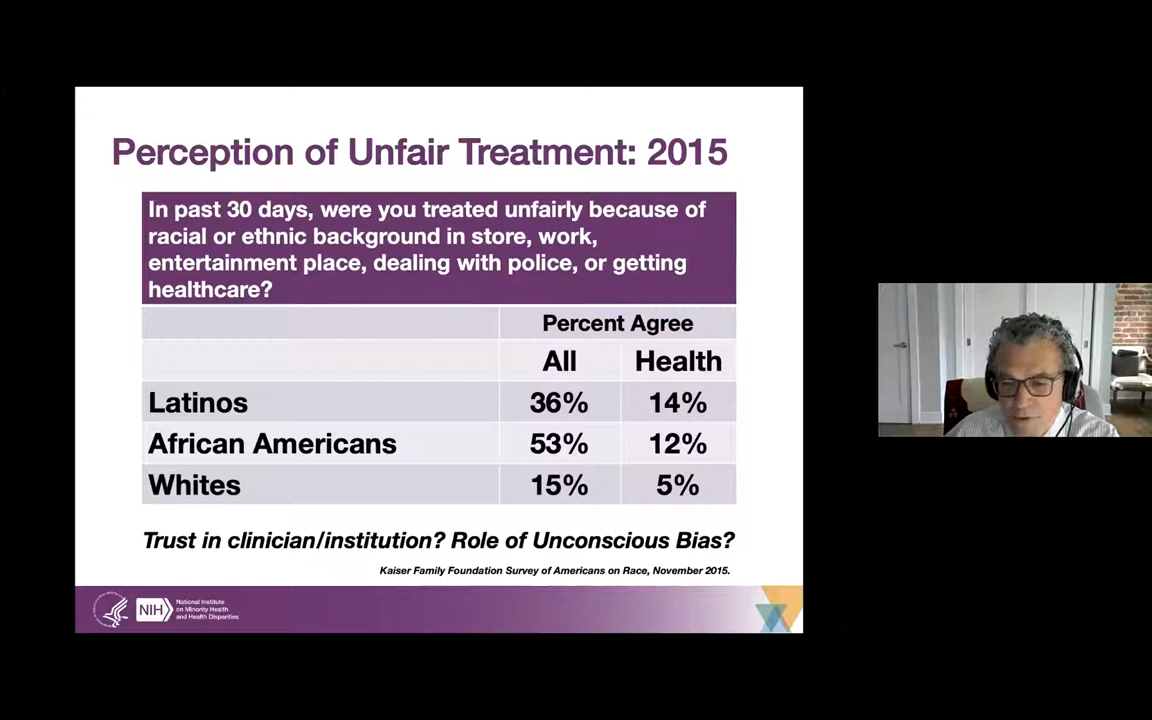 Perception of Unfair Treatment: 2015
In past 30 days, were you treated unfairly because of
racial or ethnic background in store, work,
entertainment place, dealing with police, or getting
healthcare?
Percent Agree
All Health
Latinos 36% 14%
African Americans 53% 12%
Whites 15% 5%
Trust in clinician/institution? Role of Unconscious Bias?
Kaiser Family Foundation Survey of Americans on Race, November 2015.
NIH
National Institute
on Minority Health
and Health Disparities